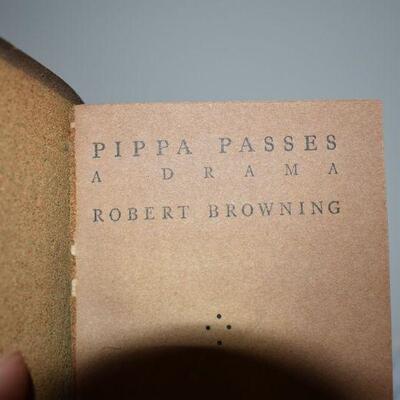 PIPPA PASSES
A DRAMA
ROBERT BROWNING